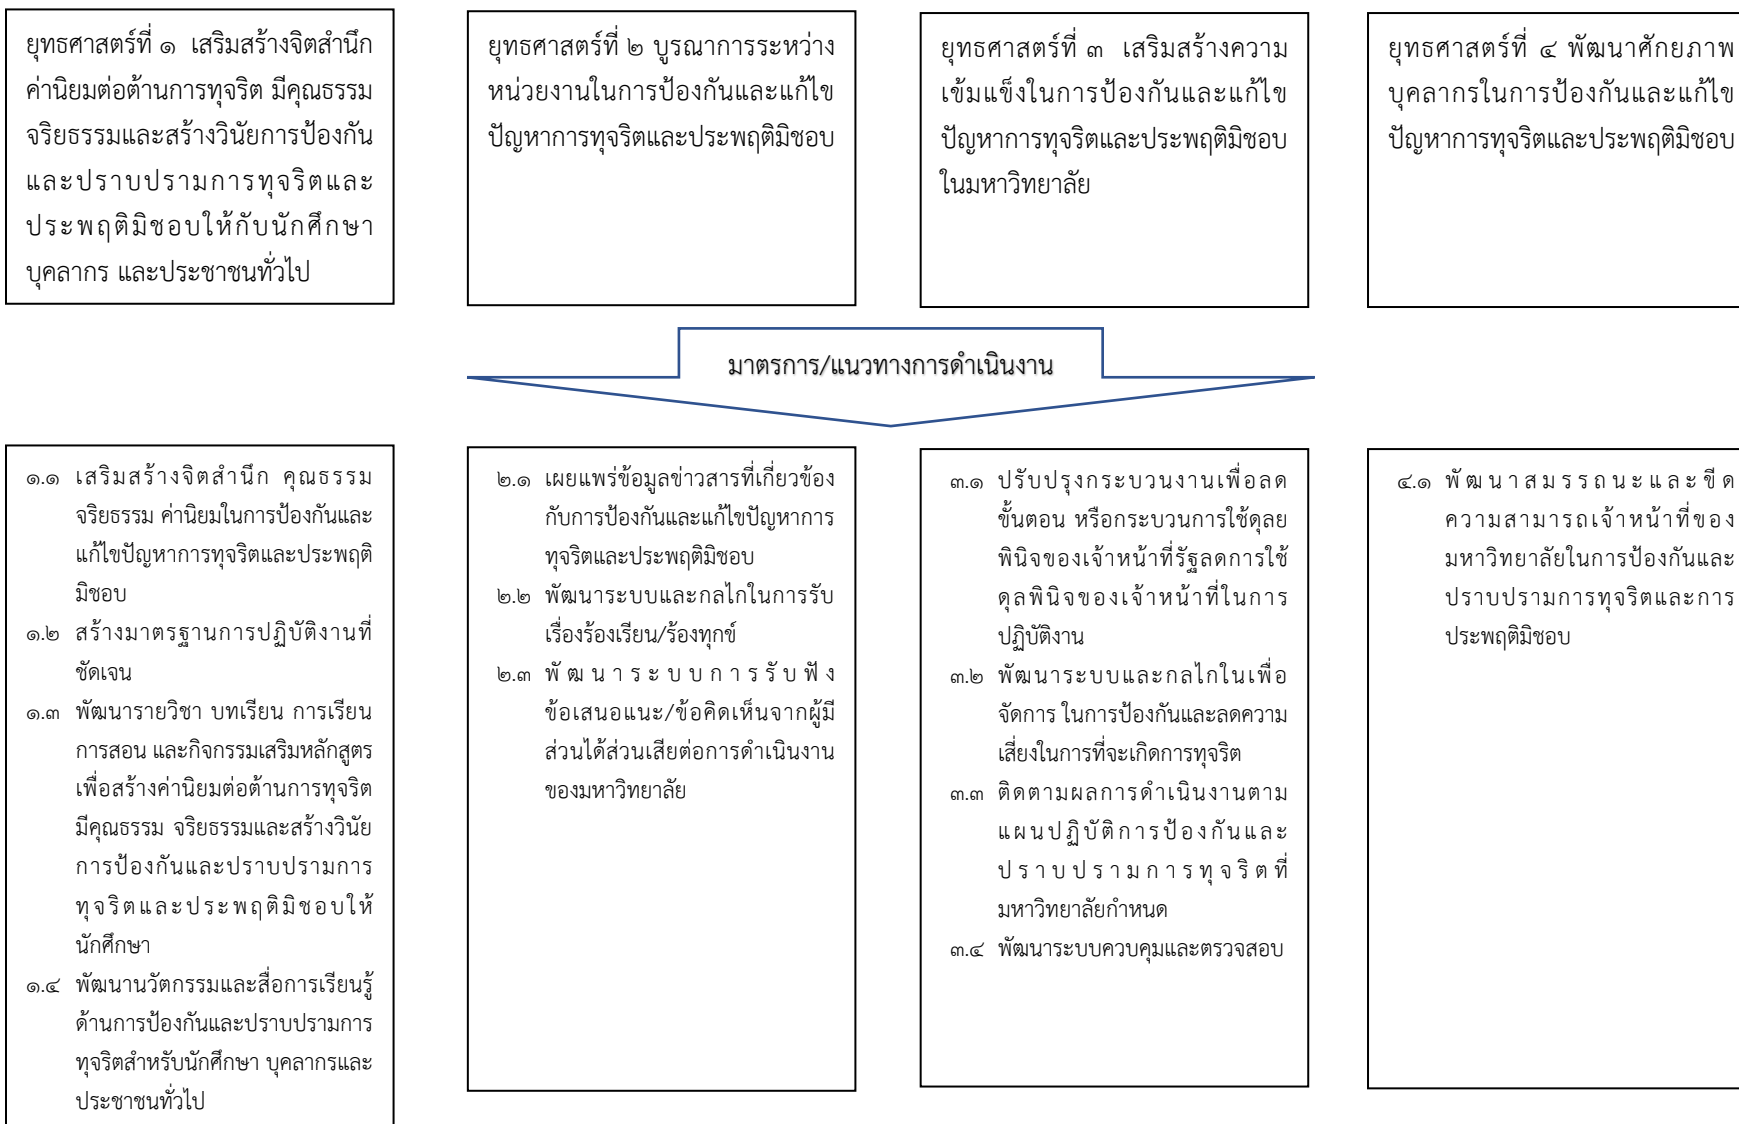 ยุทธศาสตร์ที่ ๑ เสริมสร้างจิตสำนึก
ค่านิยมต่อต้านการทุจริต มีคุณธรรม
จริยธรรมและสร้างวินัยการป้องกัน
และปราบปรามการทุจริตและ
ประพฤติมิชอบให้กับนักศึกษา
บุคลากร และประชาชนทั่วไป
ยุทธศาสตร์ที่ ๒ บูรณาการระหว่าง
หน่วยงานในการป้องกันและแก้ไข
ปัญหาการทุจริตและประพฤติมิชอบ
ยุทธศาสตร์ที่ ๓ เสริมสร้างความ
เข้มแข็งในการป้องกันและแก้ไข
ปัญหาการทุจริตและประพฤติมิชอบ
ในมหาวิทยาลัย
ยุทธศาสตร์ที่ ๔ พัฒนาศักยภาพ
บุคลากรในการป้องกันและแก้ไข
ปัญหาการทุจริตและประพฤติมิชอบ
มาตรการ/แนวทางการดำเนินงาน
๑.๑ เสริมสร้างจิตสำนึก คุณธรรม
จริยธรรม ค่านิยมในการป้องกันและ
แก้ไขปัญหาการทุจริตและประพฤติ
มิชอบ
๑.๒ สร้างมาตรฐานการปฏิบัติงานที่
ชัดเจน
๑.๓ พัฒนารายวิชา บทเรียน การเรียน
การสอน และกิจกรรมเสริมหลักสูตร
เพื่อสร้างค่านิยมต่อต้านการทุจริต
มีคุณธรรม จริยธรรมและสร้างวินัย
การป้องกันและปราบปรามการ
ทุจริตและประพฤติมิชอบให้
นักศึกษา
๑.๔ พัฒนานวัตกรรมและสื่อการเรียนรู้
ด้านการป้องกันและปราบปรามการ
ทุจริตสำหรับนักศึกษา บุคลากรและ
ประชาชนทั่วไป
๒.๑ เผยแพร่ข้อมูลข่าวสารที่เกี่ยวข้อง
กับการป้องกันและแก้ไขปัญหาการ
ทุจริตและประพฤติมิชอบ
๒.๒ พัฒนาระบบและกลไกในการรับ
เรื่องร้องเรียน/ร้องทุกข์
๒.๓ พัฒนาระบบการรับฟัง
ข้อเสนอแนะ/ข้อคิดเห็นจากผู้มี
ส่วนได้ส่วนเสียต่อการดำเนินงาน
ของมหาวิทยาลัย
๓.๑ ปรับปรุงกระบวนงานเพื่อลด
ขั้นตอน หรือกระบวนการใช้ดุลย
พินิจของเจ้าหน้าที่รัฐลดการใช้
ดุลพินิจของเจ้าหน้าที่ในการ
ปฏิบัติงาน
๓.๒ พัฒนาระบบและกลไกในเพื่อ
จัดการ ในการป้องกันและลดความ
เสี่ยงในการที่จะเกิดการทุจริต
๓.๓ ติดตามผลการดำเนินงานตาม
แผนปฏิบัติการป้องกันและ
ปราบปรามการทุจริตที่
มหาวิทยาลัยกำหนด
๓.๔ พัฒนาระบบควบคุมและตรวจสอบ
๔.๑ พัฒนาสมรรถนะและขีด
ความสามารถเจ้าหน้าที่ของ
มหาวิทยาลัยในการป้องกันและ
ปราบปรามการทุจริตและการ
ประพฤติมิชอบ